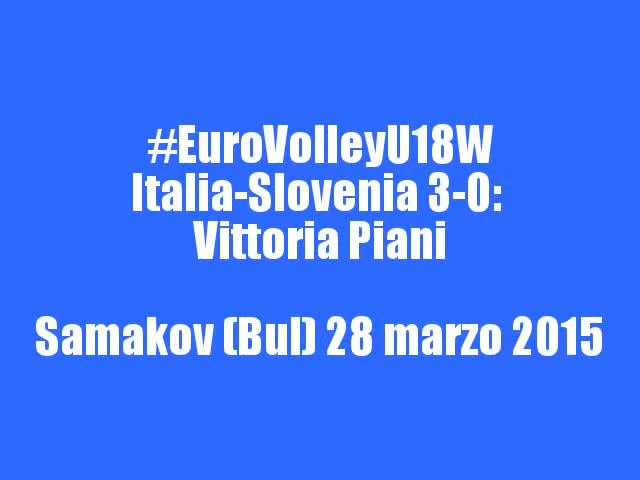 #EuroVolleyU18W
Italia-Slovenia 3-0:
Vittoria Piani
Samakov (Bul) 28 marzo 2015